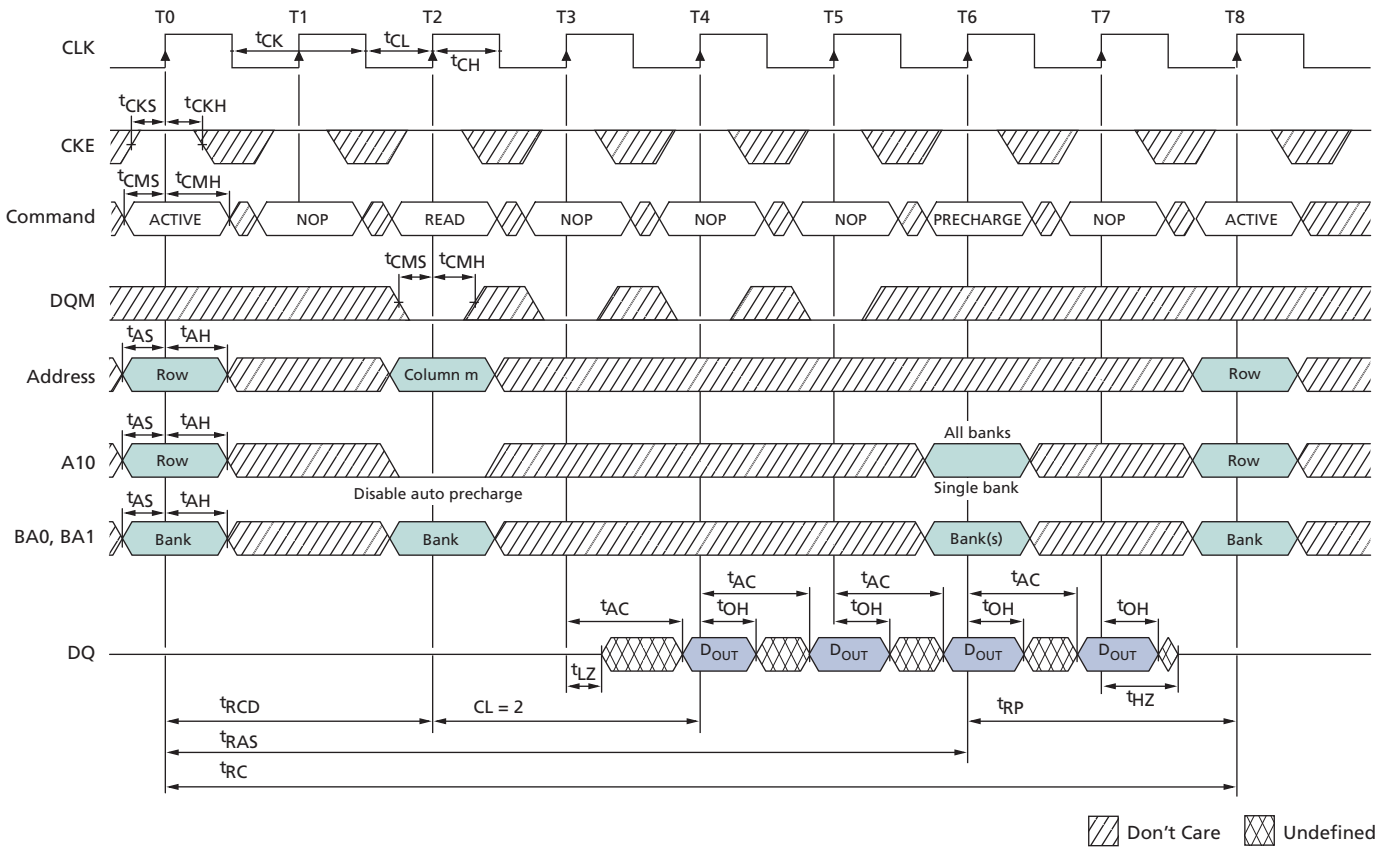 T0 T1 T2 T3 T4 T5 T6 T7 T8
CLK tCK tCL tCH
tCKS tCKH
CKE
tCMS tCMH
Command ACTIVE NOP READ NOP NOP NOP PRECHARGE NOP ACTIVE
tCMS tCMH
DQM
tAS tAH
Address Row Column m Row
tAS tAH All banks
A10 Row Row
Disable auto precharge Single bank
tAS tAH
BA0, BA1 Bank Bank Bank(s) Bank
tAC tAC tAC tAC
tOH tOH tOH tOH
DQ DOUT DOUT DOUT DOUT
tLZ tHZ
tRCD CL = 2 tRP
tRAS
tRC
Don't Care Undefined